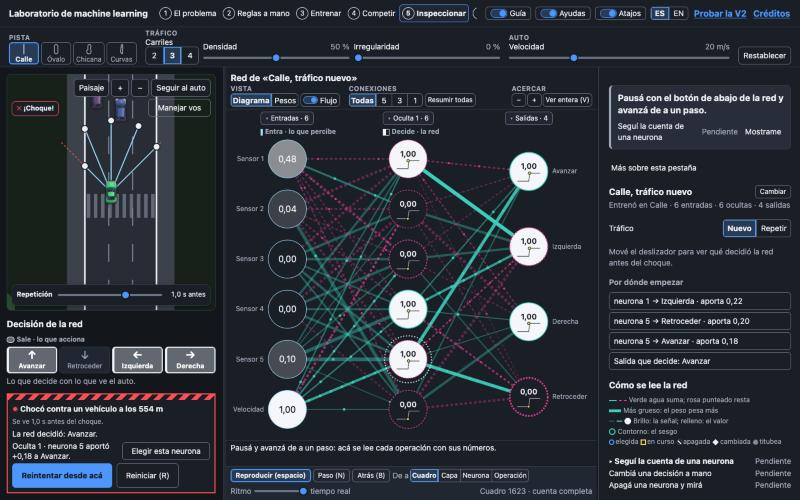 Laboratorio de machine learning
1 El problema
2 Reglas a mano
3 Entrenar
4 Competir
5 Inspeccionar
Guía
Ayudas
Atajos
ES EN
Probar la V2
Créditos
PISTA
Calle
Óvalo
Chicana
Curvas
TRÁFICO
Carriles
2 3 4
Densidad 50 %
Irregularidad 0 %
AUTO
Velocidad 20 m/s
Restablecer
Paisaje + − Seguir al auto
Manejar vos
× ¡Choque!
Repetición 1,0 s antes
Decisión de la red
Sale · lo que acciona
↑ Avanzar
↓ Retroceder
← Izquierda
→ Derecha
Lo que decide con lo que ve el auto.
Chocó contra un vehículo a los 554 m
Se ve 1,0 s antes del choque.
La red decidió: Avanzar.
Oculta 1 · neurona 5 aportó
+0,18 a Avanzar.
Elegir esta neurona
Reintentar desde acá
Reiniciar (R)
Red de «Calle, tráfico nuevo»
VISTA
Diagrama Pesos
Flujo
CONEXIONES
Todas 5 3 1
Resumir todas
ACERCAR
− + Ver entera (V)
Entradas · 6
Oculta 1 · 6
Salidas · 4
Entra · lo que percibe
Decide · la red
Sensor 1 0,48
Sensor 2 0,04
Sensor 3 0,00
Sensor 4 0,00
Sensor 5 0,10
Velocidad 1,00
1,00
0,00
0,00
1,00
1,00
0,00
1,00 Avanzar
1,00 Izquierda
1,00 Derecha
0,00 Retroceder
Pausá y avanzá de a un paso: acá se lee cada operación con sus números.
Reproducir (espacio)
Paso (N)
Atrás (B)
De a Cuadro Capa Neurona Operación
Ritmo tiempo real
Cuadro 1623 · cuenta completa
Pausá con el botón de abajo de la red y
avanzá de a un paso.
Seguí la cuenta de
una neurona
Pendiente
Mostrame
Más sobre esta pestaña
Calle, tráfico nuevo
Cambiar
Entrenó en Calle · 6 entradas · 6 ocultas · 4 salidas
Tráfico
Nuevo Repetir
Mové el deslizador para ver qué decidió la red
antes del choque.
Por dónde empezar
neurona 1 → Izquierda · aporta 0,22
neurona 5 → Retroceder · aporta 0,20
neurona 5 → Avanzar · aporta 0,18
Salida que decide: Avanzar
Cómo se lee la red
Verde agua suma; rosa punteado resta
Más grueso: el peso pesa más
Brillo: la señal; relleno: el valor
Contorno: el sesgo
elegida en curso apagada cambiada titubea
Seguí la cuenta de una neurona Pendiente
Cambiá una decisión a mano Pendiente
Apagá una neurona y mirá Pendiente